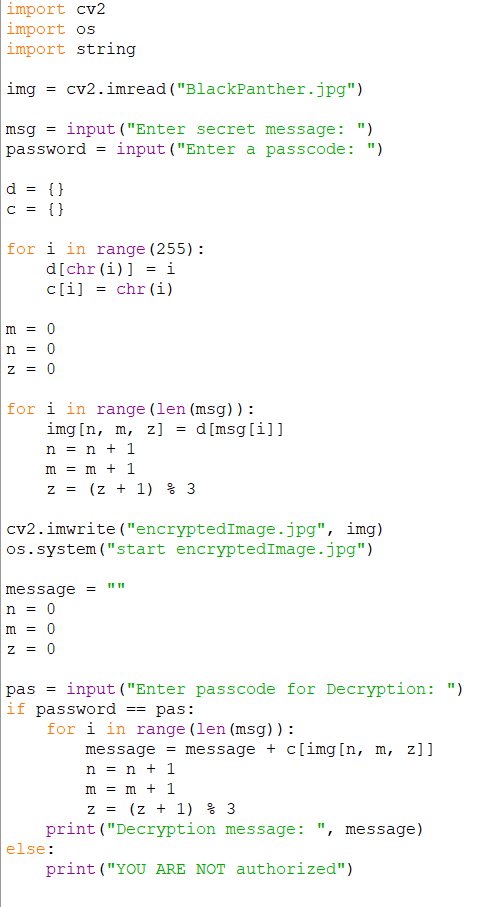 import cv2
import os
import string

img = cv2.imread("BlackPanther.jpg")

msg = input("Enter secret message: ")
password = input("Enter a passcode: ")

d = {}
c = {}

for i in range(255):
    d[chr(i)] = i
    c[i] = chr(i)

m = 0
n = 0
z = 0

for i in range(len(msg)):
    img[n, m, z] = d[msg[i]]
    n = n + 1
    m = m + 1
    z = (z + 1) % 3

cv2.imwrite("encryptedImage.jpg", img)
os.system("start encryptedImage.jpg")

message = ""
n = 0
m = 0
z = 0

pas = input("Enter passcode for Decryption: ")
if password == pas:
    for i in range(len(msg)):
        message = message + c[img[n, m, z]]
        n = n + 1
        m = m + 1
        z = (z + 1) % 3
    print("Decryption message: ", message)
else:
    print("YOU ARE NOT authorized")